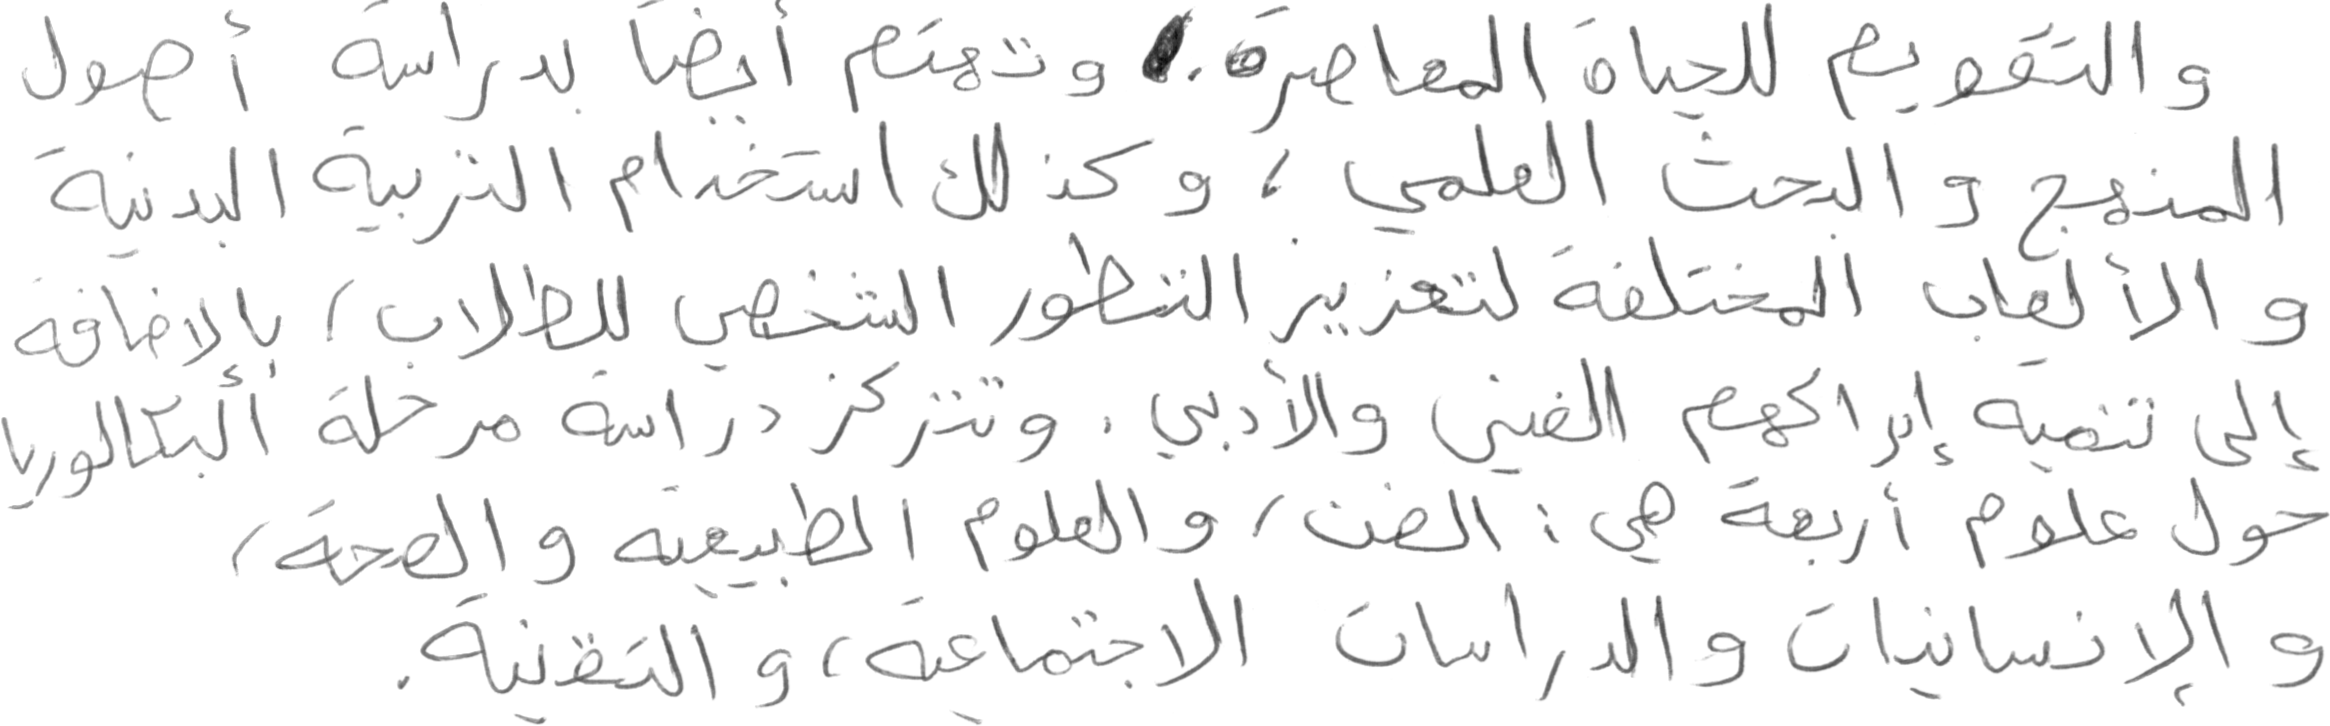 والتقويم للحياة المعاصرة. وتهتم أيضا بدراسة أصول
المنهج والبحث العلمي، وكذلك استخدام التربية البدنية
والألعاب المختلفة لتعزيز التطور الشخصي للطلاب، بالاضافة
إلى تنمية إدراكهم الفني والأدبي. وتتركز دراسة مرحلة البكالوريا
حول علوم أربعة هي: الفن، والعلوم الطبيعية والصحة،
والإنسانيات والدراسات الاجتماعية، والتقنية.